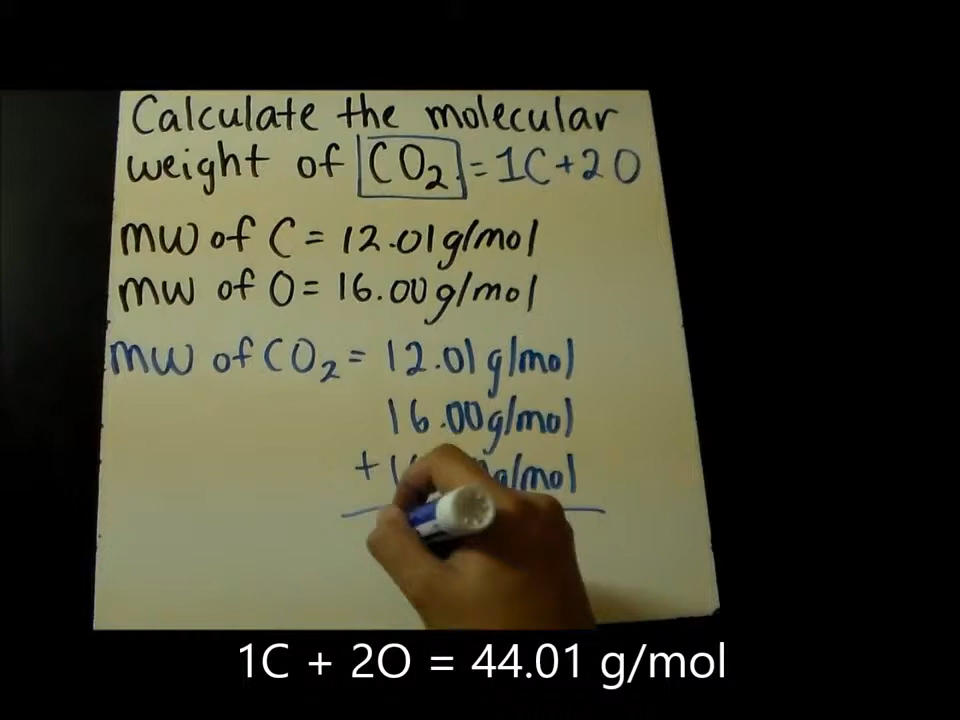 Calculate the molecular
weight of CO₂ = 1C + 2O
MW of C = 12.01 g/mol
MW of O = 16.00 g/mol
MW of CO₂ = 12.01 g/mol
16.00 g/mol
+ g/mol
1C + 2O = 44.01 g/mol